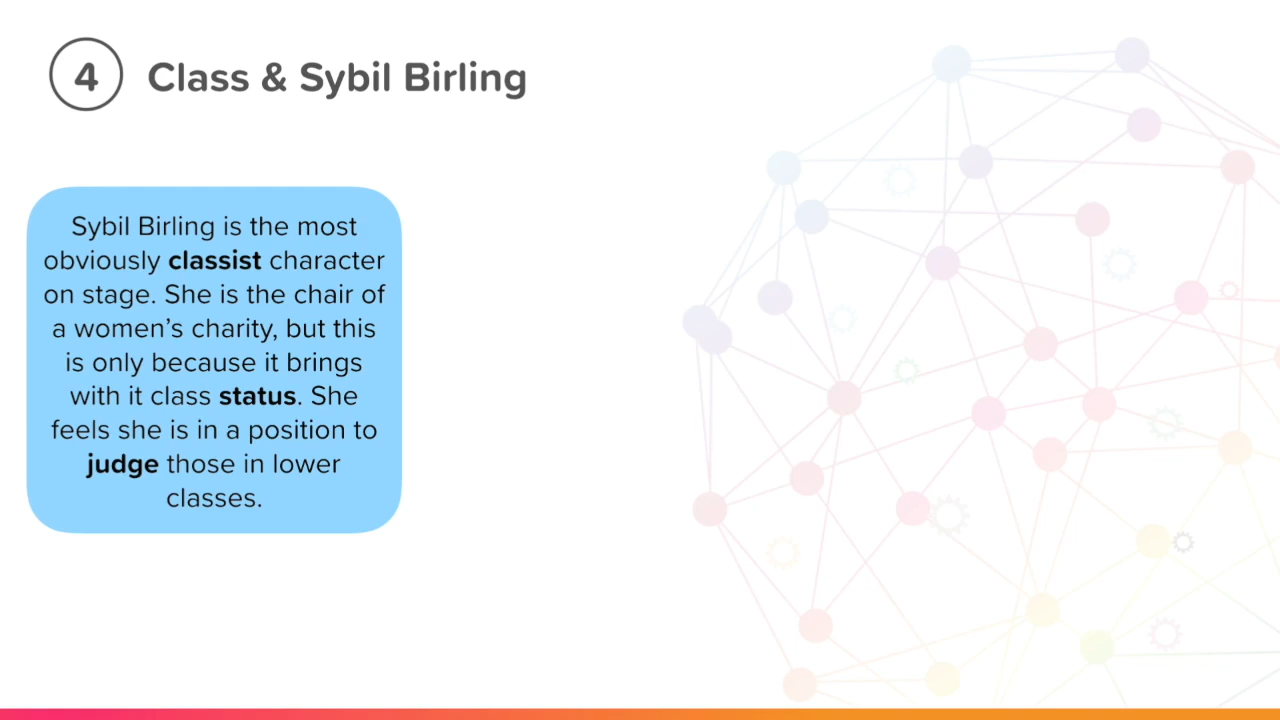 4
Class & Sybil Birling
Sybil Birling is the most
obviously classist character
on stage. She is the chair of
a women’s charity, but this
is only because it brings
with it class status. She
feels she is in a position to
judge those in lower
classes.